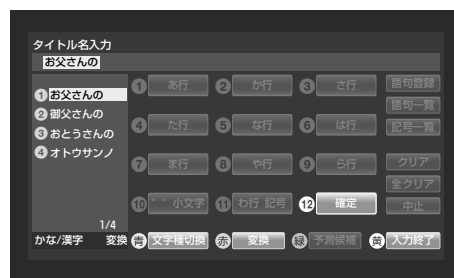 タイトル名入力
お父さんの
① お父さんの
② 御父さんの
③ おとうさんの
④ オトウサンノ
1/4
① あ行 ② か行 ③ さ行 語句登録
語句一覧
④ た行 ⑤ な行 ⑥ は行 記号一覧
⑦ ま行 ⑧ や行 ⑨ ら行 クリア
全クリア
⑩ ゛゜小文字 ⑪ わ行 記号 ⑫ 確定 中止
かな/漢字 変換 青 文字種切換 赤 変換 緑 予測候補 黄 入力終了